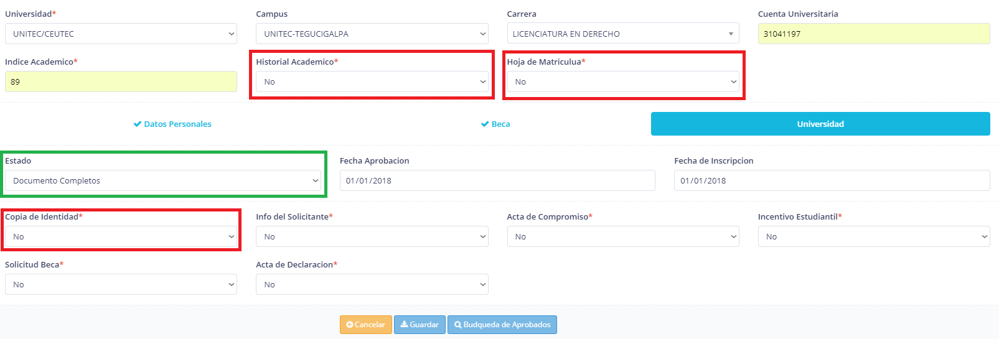 Universidad* Campus Carrera Cuenta Universitaria
UNITEC/CEUTEC UNITEC-TEGUCIGALPA LICENCIATURA EN DERECHO 31041197
Indice Academico* Historial Academico* Hoja de Matriculua*
89 No No
Datos Personales Beca Universidad
Estado Fecha Aprobacion Fecha de Inscripcion
Documento Completos 01/01/2018 01/01/2018
Copia de Identidad* Info del Solicitante* Acta de Compromiso* Incentivo Estudiantil*
No No No No
Solicitud Beca* Acta de Declaracion*
No No
Cancelar Guardar Budqueda de Aprobados